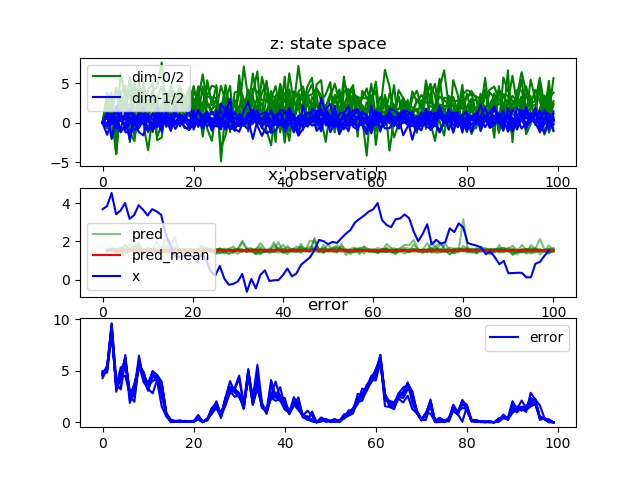 z: state space
5
0
−5
dim-0/2
dim-1/2
0 20 40 60 80 100
x: observation
4
2
0
pred
pred_mean
x
0 20 40 60 80 100
error
10
5
0
error
0 20 40 60 80 100